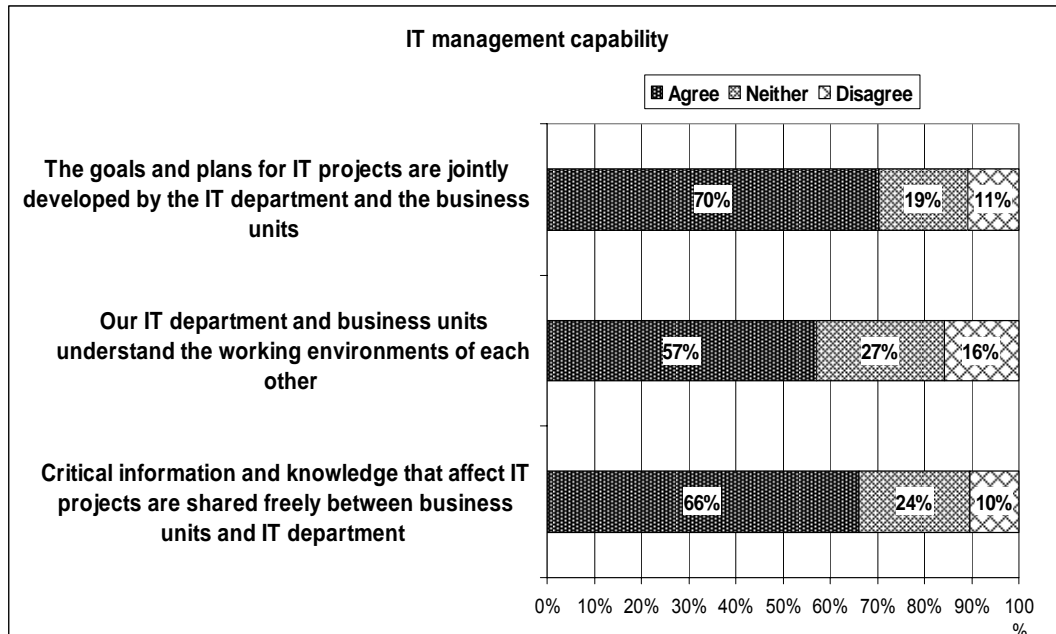 IT management capability
Agree Neither Disagree
The goals and plans for IT projects are jointly
developed by the IT department and the business
units
70% 19% 11%
Our IT department and business units
understand the working environments of each
other
57% 27% 16%
Critical information and knowledge that affect IT
projects are shared freely between business
units and IT department
66% 24% 10%
0% 10% 20% 30% 40% 50% 60% 70% 80% 90% 100
%